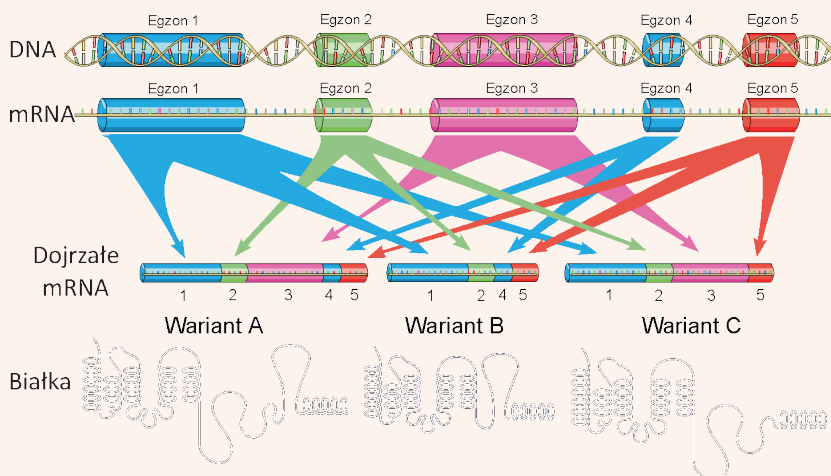 Egzon 1 Egzon 2 Egzon 3 Egzon 4 Egzon 5
DNA
Egzon 1 Egzon 2 Egzon 3 Egzon 4 Egzon 5
mRNA
Dojrzałe
mRNA
1 2 3 4 5 1 2 4 5 1 2 3 5
Wariant A Wariant B Wariant C
Białka